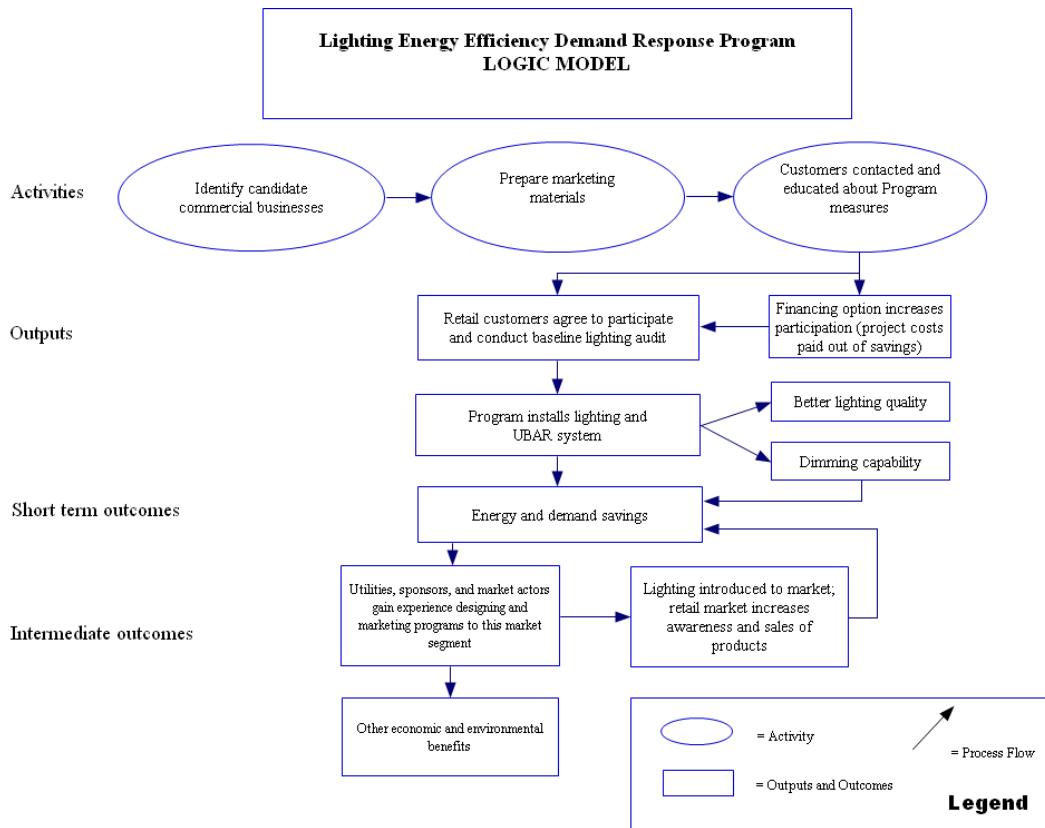 Lighting Energy Efficiency Demand Response Program
LOGIC MODEL
Activities
Identify candidate
commercial businesses
Prepare marketing
materials
Customers contacted and
educated about Program
measures
Outputs
Retail customers agree to participate
and conduct baseline lighting audit
Financing option increases
participation (project costs
paid out of savings)
Program installs lighting and
UBAR system
Better lighting quality
Dimming capability
Short term outcomes
Energy and demand savings
Intermediate outcomes
Utilities, sponsors, and market actors
gain experience designing and
marketing programs to this market
segment
Lighting introduced to market;
retail market increases
awareness and sales of
products
Other economic and environmental
benefits
= Activity
= Process Flow
= Outputs and Outcomes
Legend